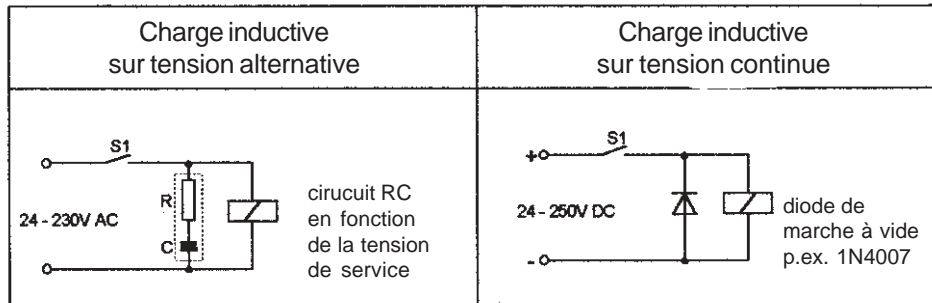 Charge inductive
sur tension alternative
Charge inductive
sur tension continue
S1
R
24 - 230V AC
C
cirucuit RC
en fonction
de la tension
de service
S1
+
24 - 250V DC
-
diode de
marche à vide
p.ex. 1N4007